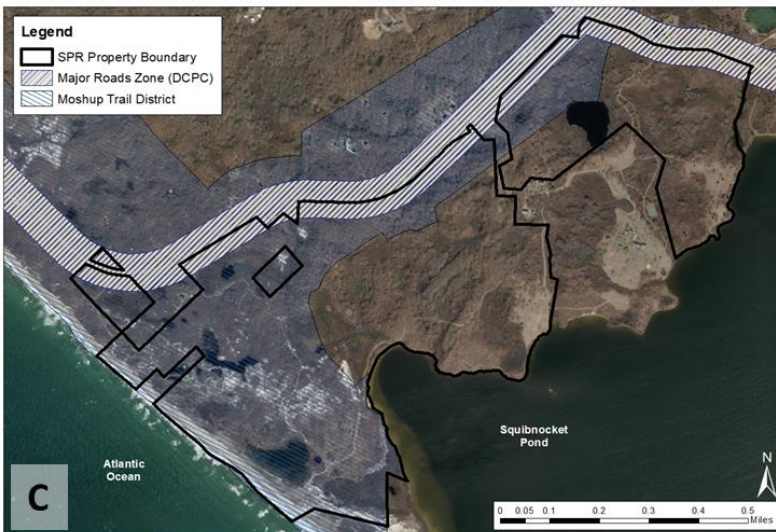 Legend
SPR Property Boundary
Major Roads Zone (DCPC)
Moshup Trail District
Squibnocket
Pond
Atlantic
Ocean
C
N
0 0.05 0.1 0.2 0.3 0.4 0.5
Miles